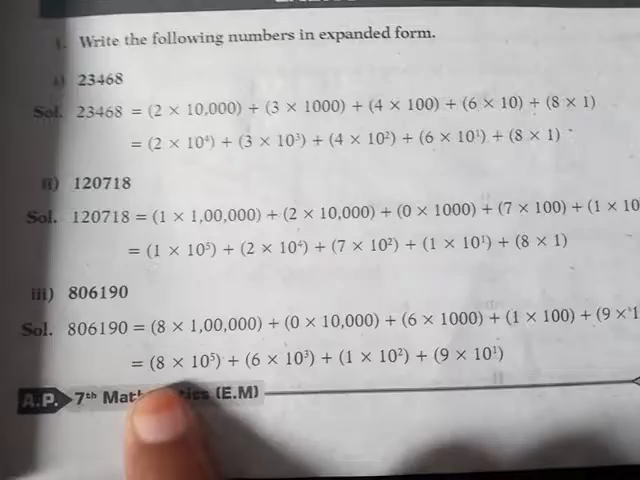 1. Write the following numbers in expanded form.
i) 23468
Sol. 23468 = (2 × 10,000) + (3 × 1000) + (4 × 100) + (6 × 10) + (8 × 1)
= (2 × 10⁴) + (3 × 10³) + (4 × 10²) + (6 × 10¹) + (8 × 1)
ii) 120718
Sol. 120718 = (1 × 1,00,000) + (2 × 10,000) + (0 × 1000) + (7 × 100) + (1 × 10
= (1 × 10⁵) + (2 × 10⁴) + (7 × 10²) + (1 × 10¹) + (8 × 1)
iii) 806190
Sol. 806190 = (8 × 1,00,000) + (0 × 10,000) + (6 × 1000) + (1 × 100) + (9 × 1
= (8 × 10⁵) + (6 × 10³) + (1 × 10²) + (9 × 10¹)
A.P. 7th (E.M)